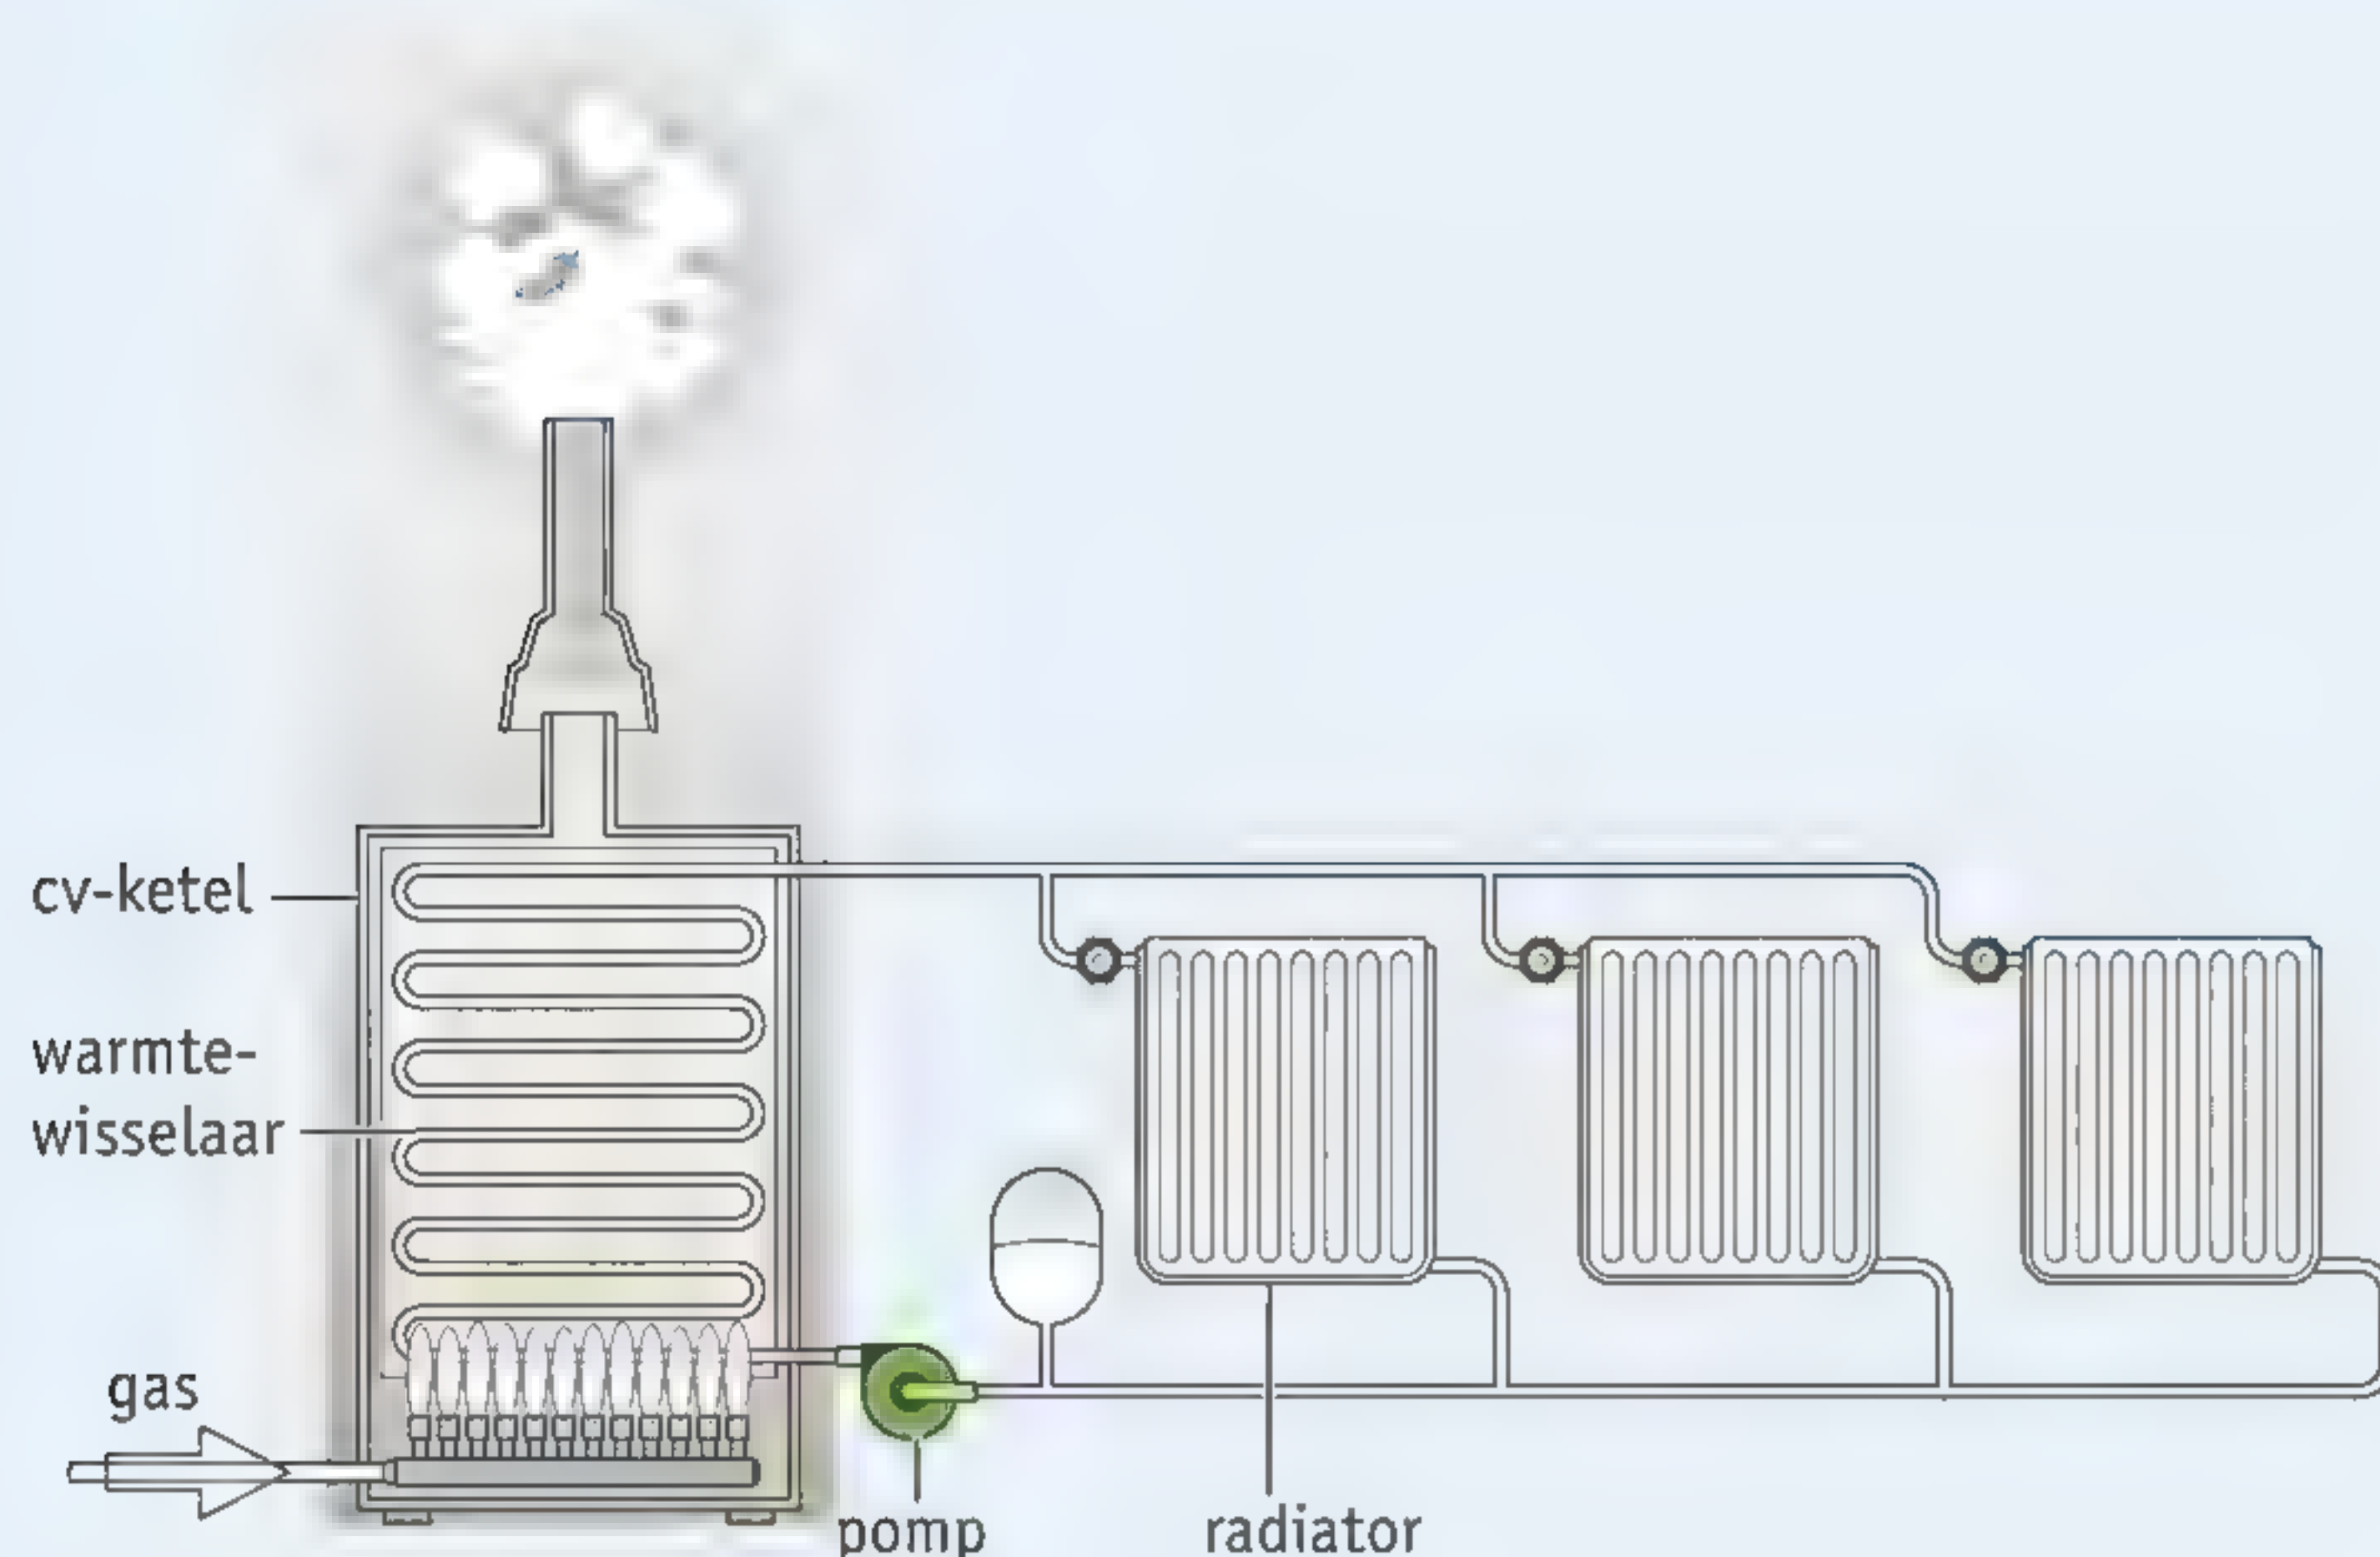 cv-ketel
warmte-
wisselaar
gas
pomp
radiator